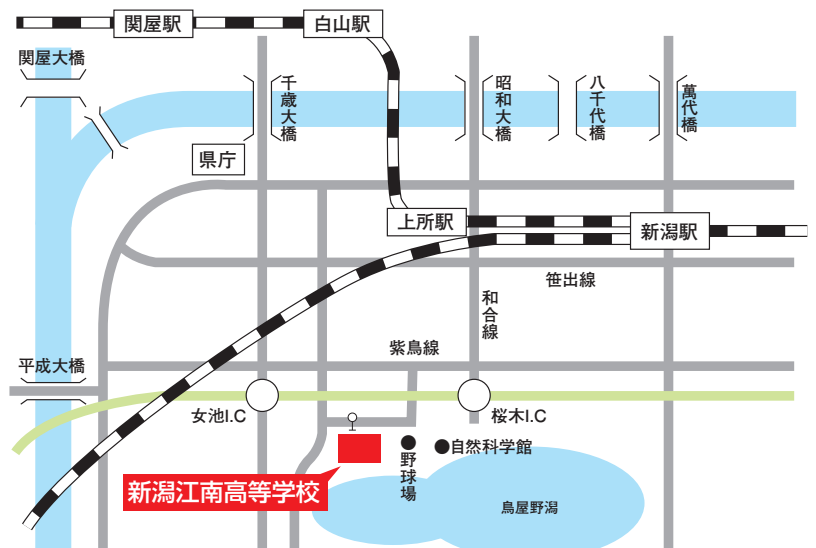 関屋駅
白山駅
関屋大橋
千歳大橋
昭和大橋
八千代橋
萬代橋
県庁
上所駅
新潟駅
笹出線
和合線
紫鳥線
平成大橋
女池I.C
桜木I.C
自然科学館
野球場
新潟江南高等学校
鳥屋野潟